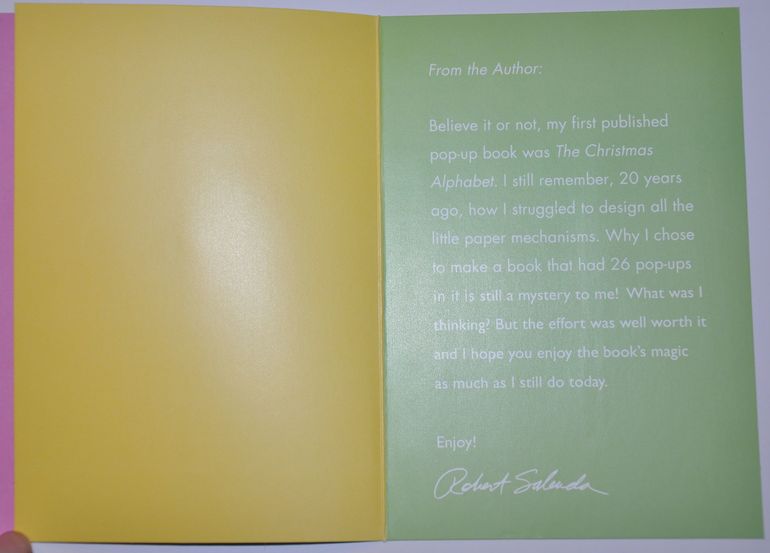 From the Author:
Believe it or not, my first published
pop-up book was The Christmas
Alphabet. I still remember, 20 years
ago, how I struggled to design all the
little paper mechanisms. Why I chose
to make a book that had 26 pop-ups
in it is still a mystery to me! What was I
thinking? But the effort was well worth it
and I hope you enjoy the book's magic
as much as I still do today.
Enjoy!
Robert Sabuda